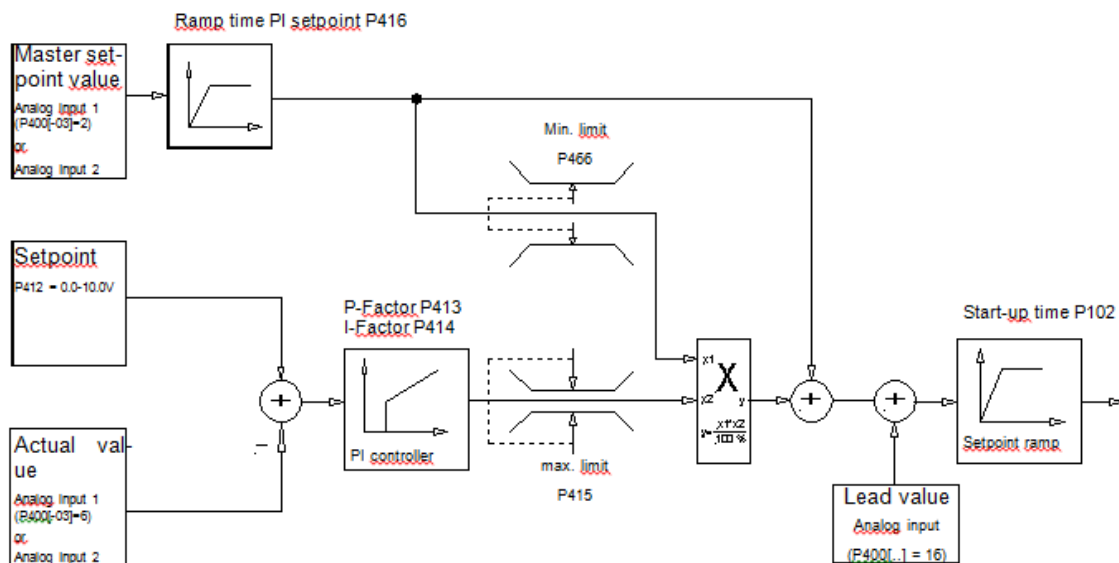 Ramp time PI setpoint P416
Master set-
point value
Analog Input 1
(P400[-03]=2)
or
Analog Input 2
Min. limit
P466
Setpoint
P412 = 0.0-10.0V
P-Factor P413
I-Factor P414
PI controller
max. limit
P415
x1
X
x2
y
y=x1*x2
100 %
+
–
+
+
Start-up time P102
Setpoint ramp
Actual val-
ue
Analog Input 1
(P400[-03]=6)
or
Analog Input 2
Lead value
Analog input
(P400[..] = 16)